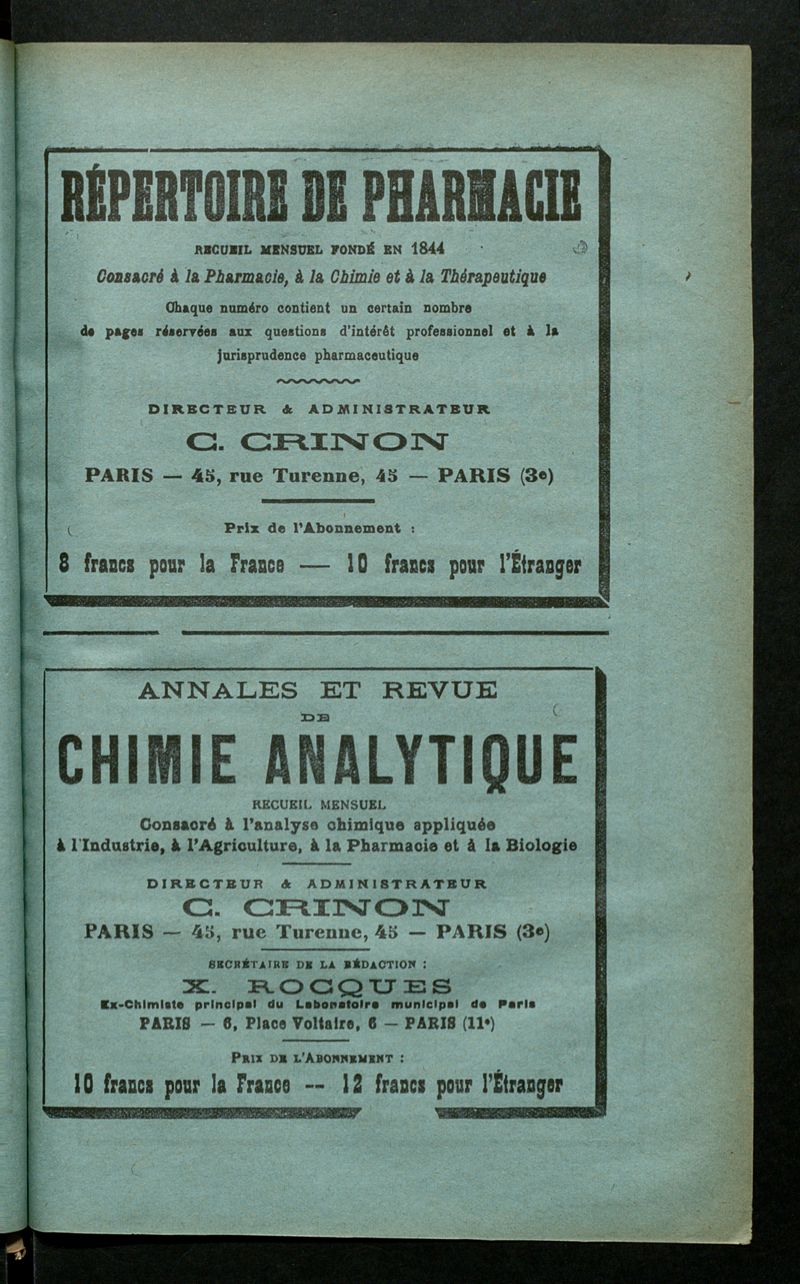 RÉPERTOIRE DE PHARMACIE
RECUEIL MENSUEL FONDÉ EN 1844
Consacré à la Pharmacie, à la Chimie et à la Thérapeutique
Chaque numéro contient un certain nombre
de pages réservées aux questions d'intérêt professionnel et à la
jurisprudence pharmaceutique
DIRECTEUR & ADMINISTRATEUR
C. CRINON
PARIS — 45, rue Turenne, 45 — PARIS (3e)
Prix de l'Abonnement :
8 francs pour la France — 10 francs pour l'Étranger
ANNALES ET REVUE
DE
CHIMIE ANALYTIQUE
RECUEIL MENSUEL
Consacré à l'analyse chimique appliquée
à l'Industrie, à l'Agriculture, à la Pharmacie et à la Biologie
DIRECTEUR & ADMINISTRATEUR
C. CRINON
PARIS — 45, rue Turenne, 45 — PARIS (3e)
SECRÉTAIRE DE LA RÉDACTION :
X. ROCQUES
Ex-Chimiste principal du Laboratoire municipal de Paris
PARIS — 6, Place Voltaire, 6 — PARIS (11e)
PRIX DE L'ABONNEMENT :
10 francs pour la France — 12 francs pour l'Étranger